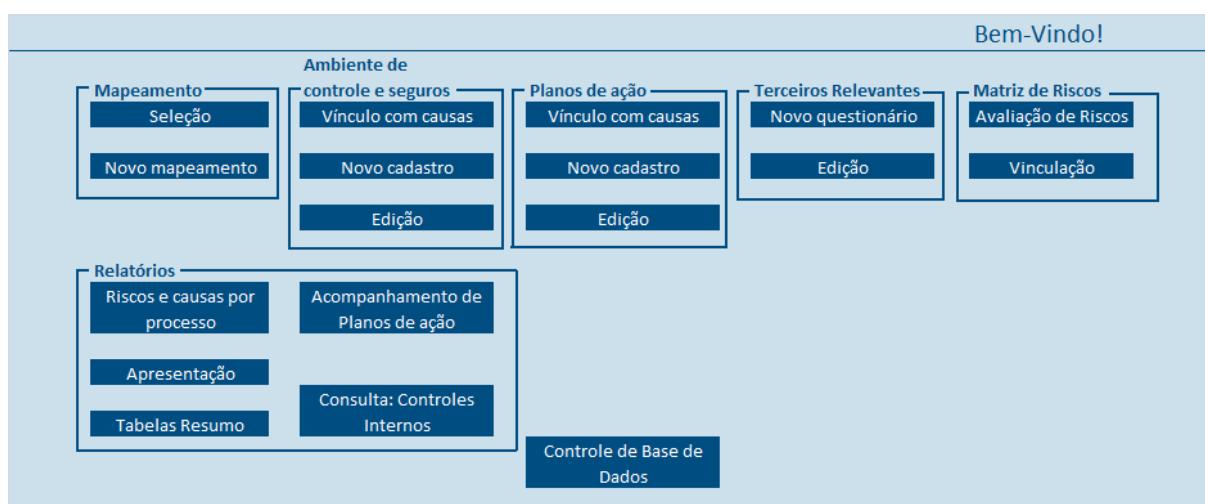 Bem-Vindo!
Ambiente de
controle e seguros
Mapeamento
Planos de ação
Terceiros Relevantes
Matriz de Riscos
Seleção
Vínculo com causas
Vínculo com causas
Novo questionário
Avaliação de Riscos
Novo mapeamento
Novo cadastro
Novo cadastro
Edição
Vinculação
Edição
Edição
Relatórios
Riscos e causas por
processo
Acompanhamento de
Planos de ação
Apresentação
Consulta: Controles
Internos
Tabelas Resumo
Controle de Base de
Dados